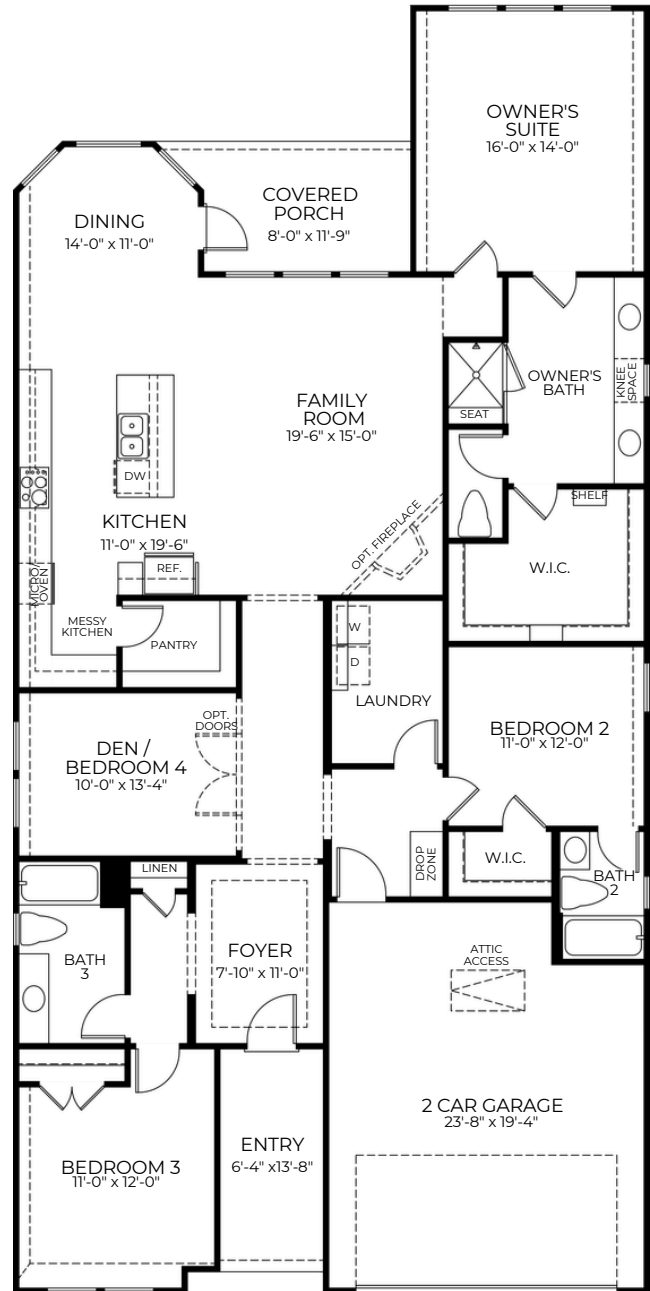 OWNER'S
SUITE
16'-0" x 14'-0"
COVERED
PORCH
8'-0" x 11'-9"
DINING
14'-0" x 11'-0"
OWNER'S
BATH
KNEE
SPACE
SEAT
FAMILY
ROOM
19'-6" x 15'-0"
DW
KITCHEN
11'-0" x 19'-6"
REF.
OPT. FIREPLACE
SHELF
W.I.C.
MICRO/
OVEN
MESSY
KITCHEN
PANTRY
W
D
LAUNDRY
OPT.
DOORS
DEN /
BEDROOM 4
10'-0" x 13'-4"
BEDROOM 2
11'-0" x 12'-0"
LINEN
DROP
ZONE
W.I.C.
BATH
2
BATH
3
FOYER
7'-10" x 11'-0"
ATTIC
ACCESS
2 CAR GARAGE
23'-8" x 19'-4"
ENTRY
6'-4" x13'-8"
BEDROOM 3
11'-0" x 12'-0"